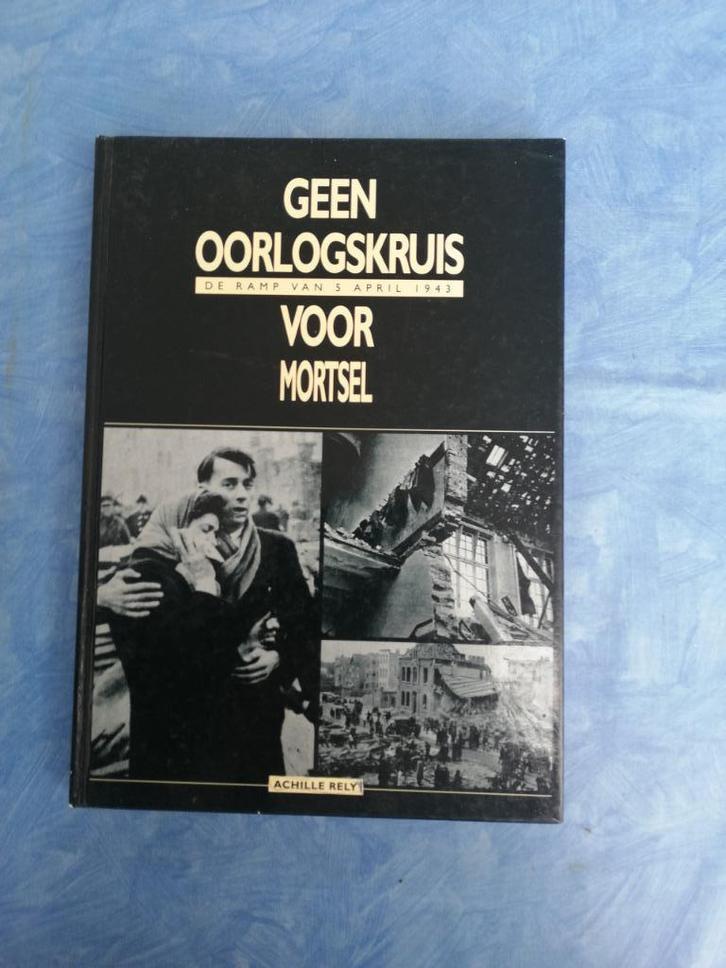 GEEN
OORLOGSKRUIS
DE RAMP VAN 5 APRIL 1943
VOOR
MORTSEL
ACHILLE RELY